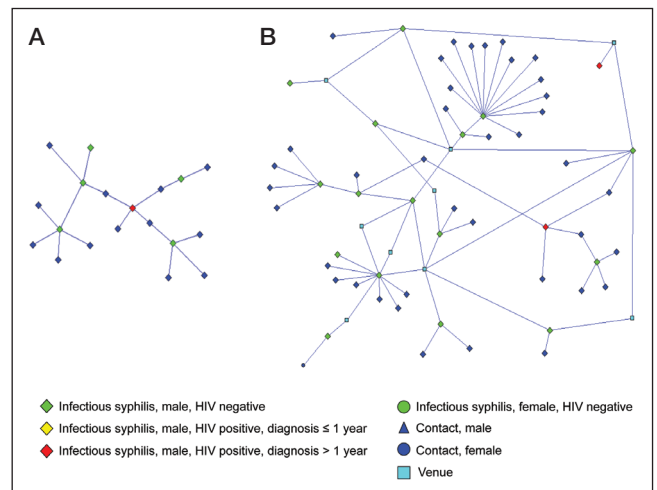 A
B
Infectious syphilis, male, HIV negative
Infectious syphilis, male, HIV positive, diagnosis ≤ 1 year
Infectious syphilis, male, HIV positive, diagnosis > 1 year
Infectious syphilis, female, HIV negative
Contact, male
Contact, female
Venue